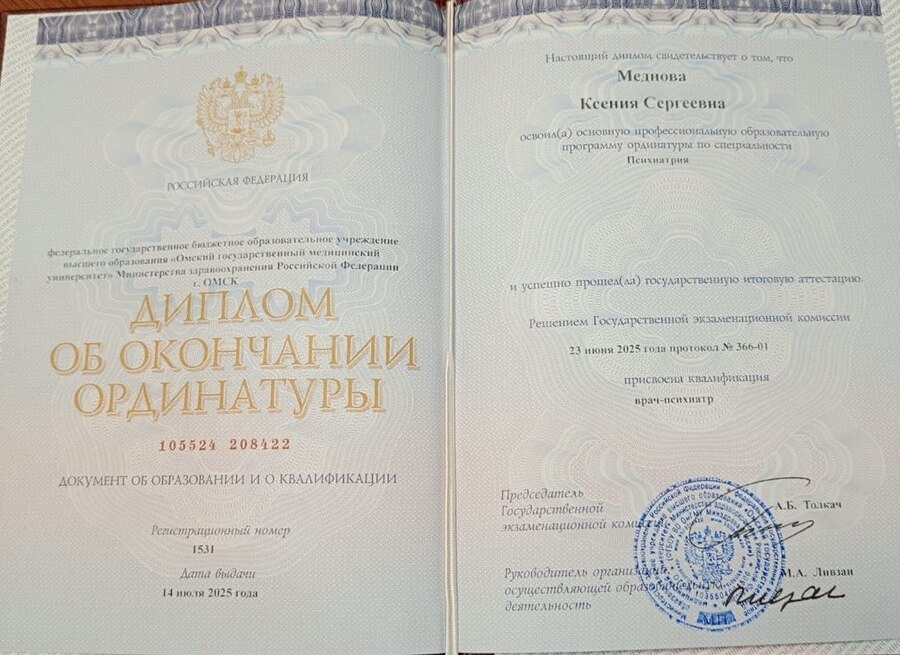 РОССИЙСКАЯ ФЕДЕРАЦИЯ
федеральное государственное бюджетное образовательное учреждение
высшего образования «Омский государственный медицинский
университет» Министерства здравоохранения Российской Федерации
г. ОМСК
ДИПЛОМ
ОБ ОКОНЧАНИИ
ОРДИНАТУРЫ
105524 208422
ДОКУМЕНТ ОБ ОБРАЗОВАНИИ И О КВАЛИФИКАЦИИ
Регистрационный номер
1531
Дата выдачи
14 июля 2025 года
Настоящий диплом свидетельствует о том, что
Меднова
Ксения Сергеевна
освоил(а) основную профессиональную образовательную
программу ординатуры по специальности
Психиатрия
и успешно прошел(ла) государственную итоговую аттестацию.
Решением Государственной экзаменационной комиссии
23 июня 2025 года протокол № 366-01
присвоена квалификация
врач-психиатр
Председатель
Государственной
экзаменационной
А.Б. Толкач
Руководитель организации,
осуществляющей
деятельность
М.А. Ливзан
М.П.